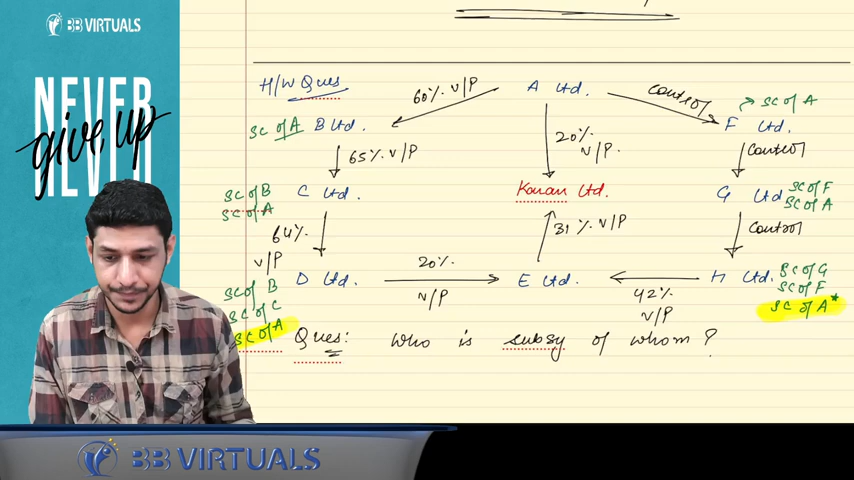 BB VIRTUALS
NEVER
give up
NEVER
H/W Ques
60% V/P
A Ltd.
control
SC of A
SC of A
B Ltd.
F Ltd.
65% V/P
20% V/P.
control
SC of B
SC of A
C Ltd.
Karan Ltd.
G Ltd
SC of F
SC of A
64% V/P
31% V/P
control
SC of B
SC of C
SC of A
D Ltd.
20% V/P
E Ltd.
42% V/P
H Ltd.
SC of G
SC of F
SC of A*
Ques: who is subsy of whom?
BB VIRTUALS